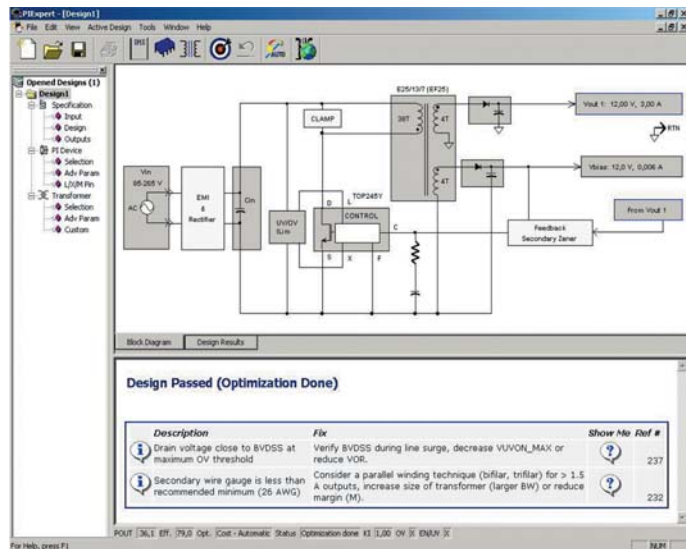 PIExpert - [Design1]
File Edit View Active Design Tools Window Help
AUTO
Opened Designs (1)
Design1
Specification
Input
Design
Outputs
PI Device
Selection
Adv Param
L/X/M Pin
Transformer
Selection
Adv Param
Custom
E25/13/7 (EF25)
CLAMP
38T
4T
Vout 1: 12,00 V, 3,00 A
RTN
4T
Vbias: 12,0 V, 0,006 A
Vin
85-265 V
AC
EMI
&
Rectifier
Cin
UV/OV
ILim
TOP245Y
D
L
CONTROL
C
S
X
F
From Vout 1
Feedback
Secondary Zener
Block Diagram
Design Results
Design Passed (Optimization Done)
Description Fix Show Me Ref #
Drain voltage close to BVDSS at
maximum OV threshold
Verify BVDSS during line surge, decrease VUVON_MAX or
reduce VOR.
237
Secondary wire gauge is less than
recommended minimum (26 AWG)
Consider a parallel winding technique (bifilar, trifilar) for > 1.5
A outputs, increase size of transformer (larger BW) or reduce
margin (M).
232
POUT 36,1 Eff. 79,0 Opt. Cost - Automatic Status Optimization done KI 1,00 OV X EN/UV X
For Help, press F1
NUM